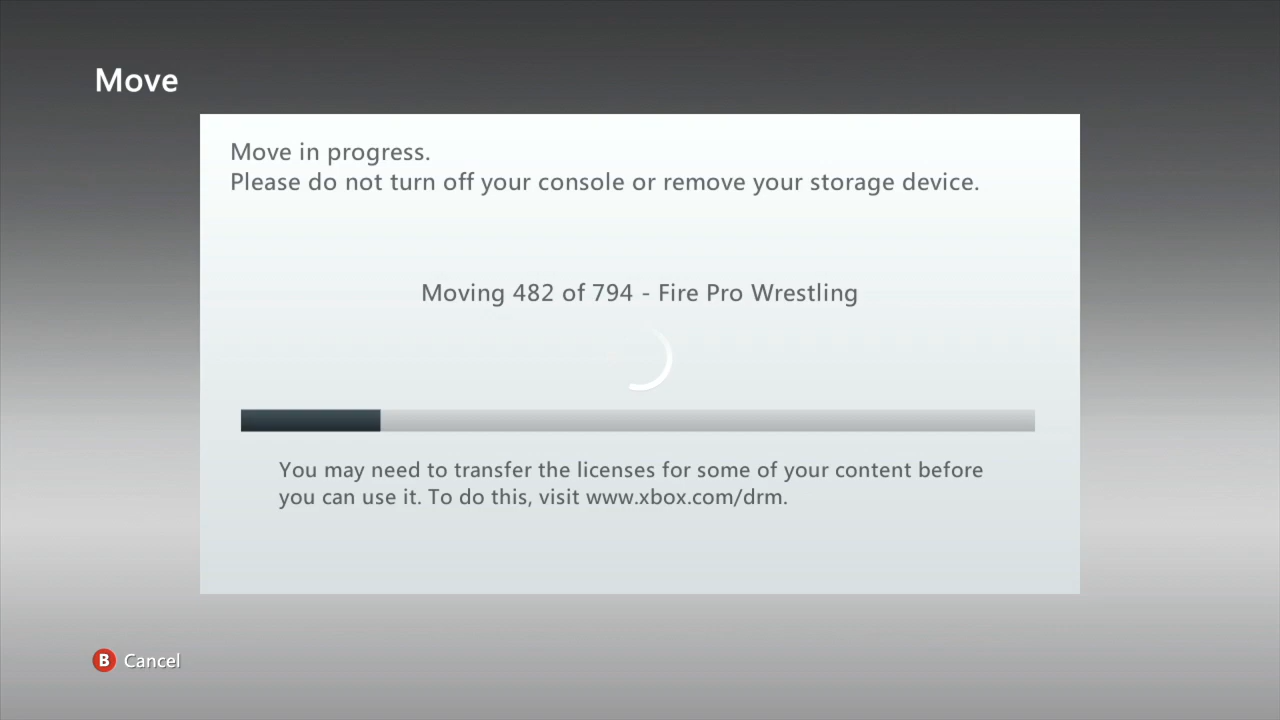 Move
Move in progress.
Please do not turn off your console or remove your storage device.
Moving 482 of 794 - Fire Pro Wrestling
You may need to transfer the licenses for some of your content before
you can use it. To do this, visit www.xbox.com/drm.
B Cancel